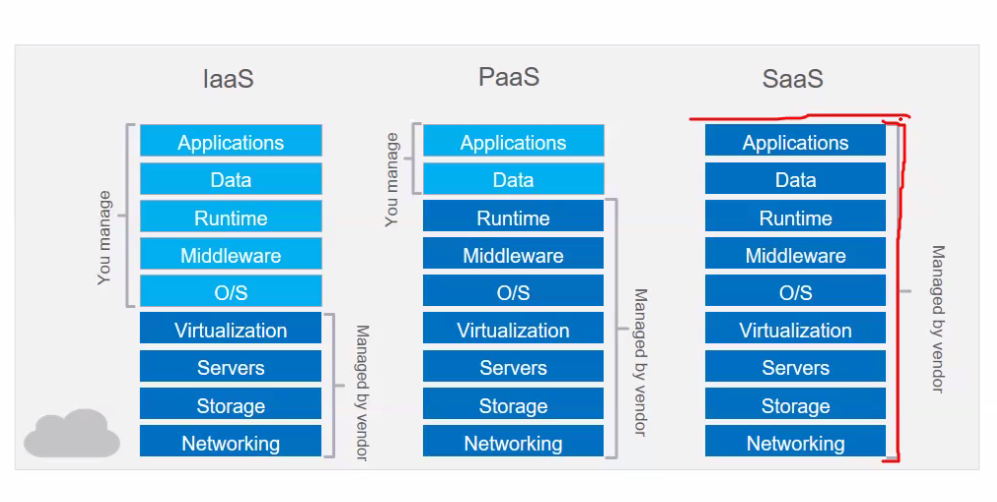 IaaS
You manage
Applications
Data
Runtime
Middleware
O/S
Virtualization
Servers
Storage
Networking
Managed by vendor
PaaS
You manage
Applications
Data
Runtime
Middleware
O/S
Virtualization
Servers
Storage
Networking
Managed by vendor
SaaS
Applications
Data
Runtime
Middleware
O/S
Virtualization
Servers
Storage
Networking
Managed by vendor